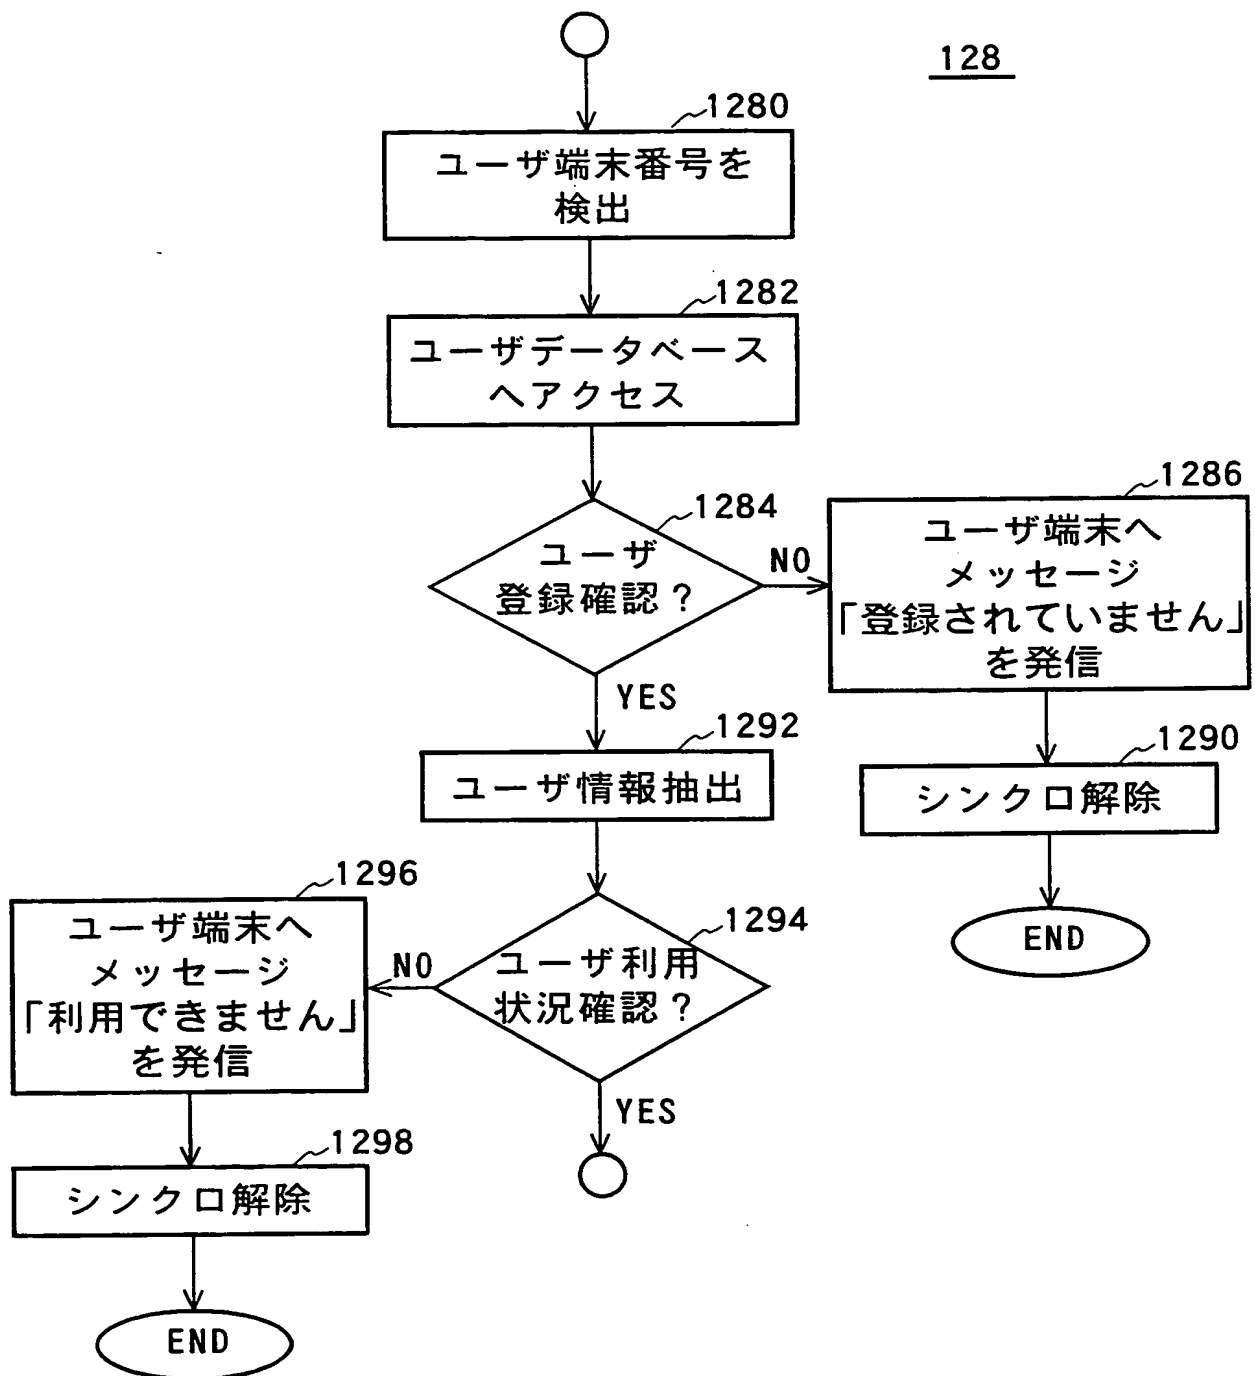 128
1280
ユーザ端末番号を
検出
1282
ユーザデータベース
へアクセス
1284
ユーザ
登録確認？
NO
YES
1286
ユーザ端末へ
メッセージ
「登録されていません」
を発信
1290
シンクロ解除
END
1292
ユーザ情報抽出
1294
ユーザ利用
状況確認？
NO
YES
1296
ユーザ端末へ
メッセージ
「利用できません」
を発信
1298
シンクロ解除
END